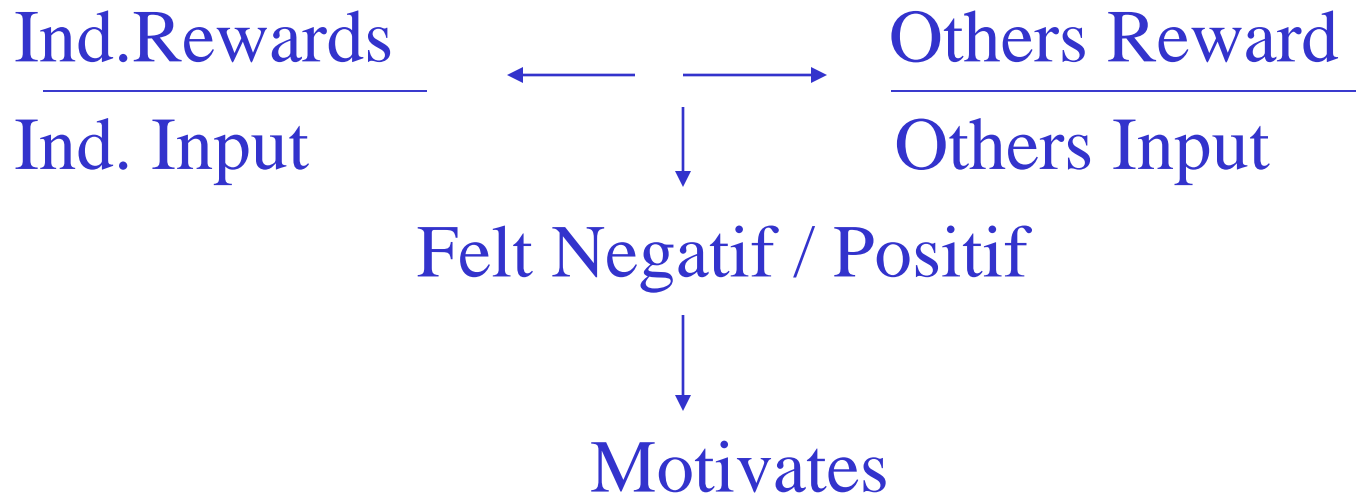 Ind.Rewards
Others Reward
Ind. Input
Others Input
Felt Negatif / Positif
Motivates